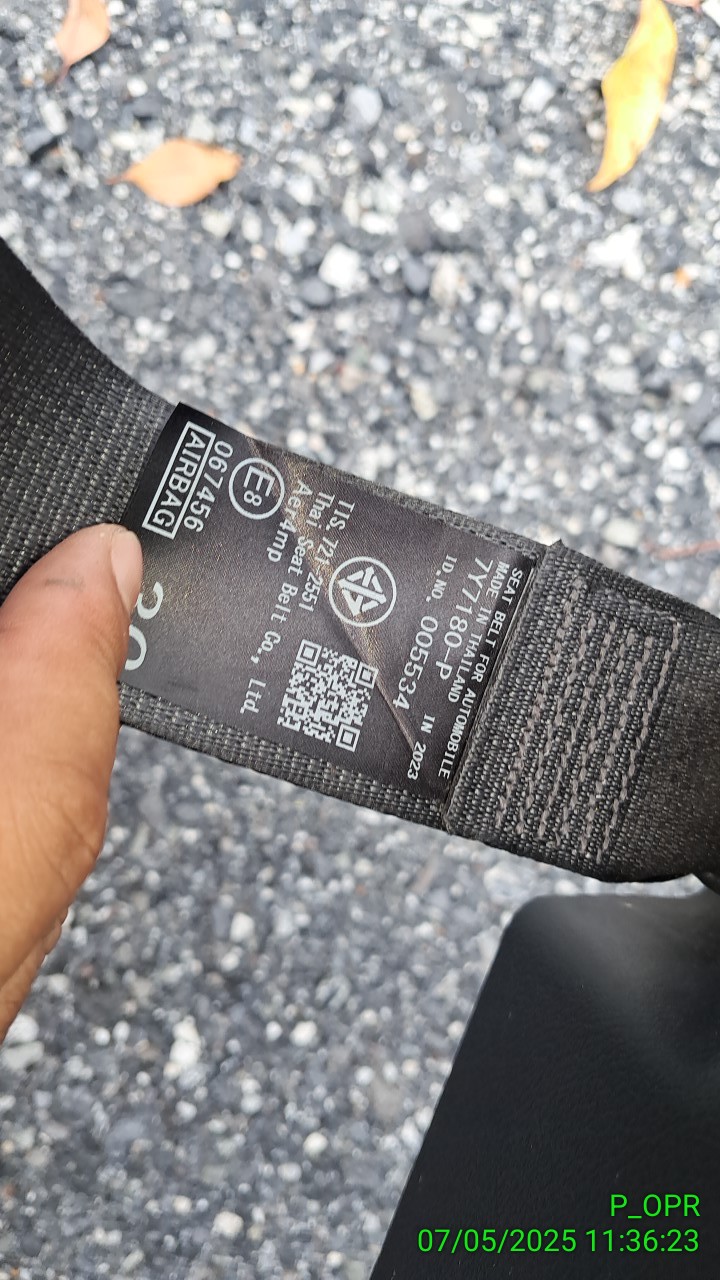 SEAT BELT FOR AUTOMOBILE
MADE IN THAILAND IN 2023
7Y7180-P
ID.NO. 005534
TIS. 721-2551
Thai Seat Belt Co., Ltd.
Aer4mp
E8
067456
AIRBAG
P_OPR
07/05/2025 11:36:23